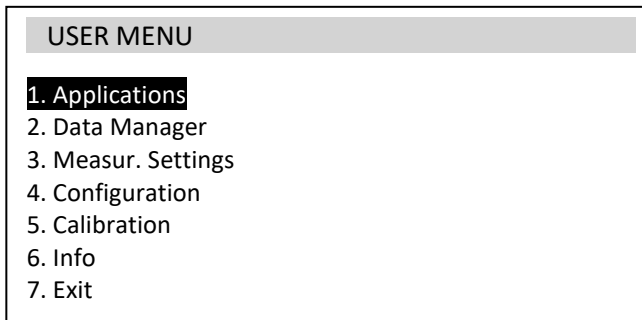 USER MENU
1. Applications
2. Data Manager
3. Measur. Settings
4. Configuration
5. Calibration
6. Info
7. Exit